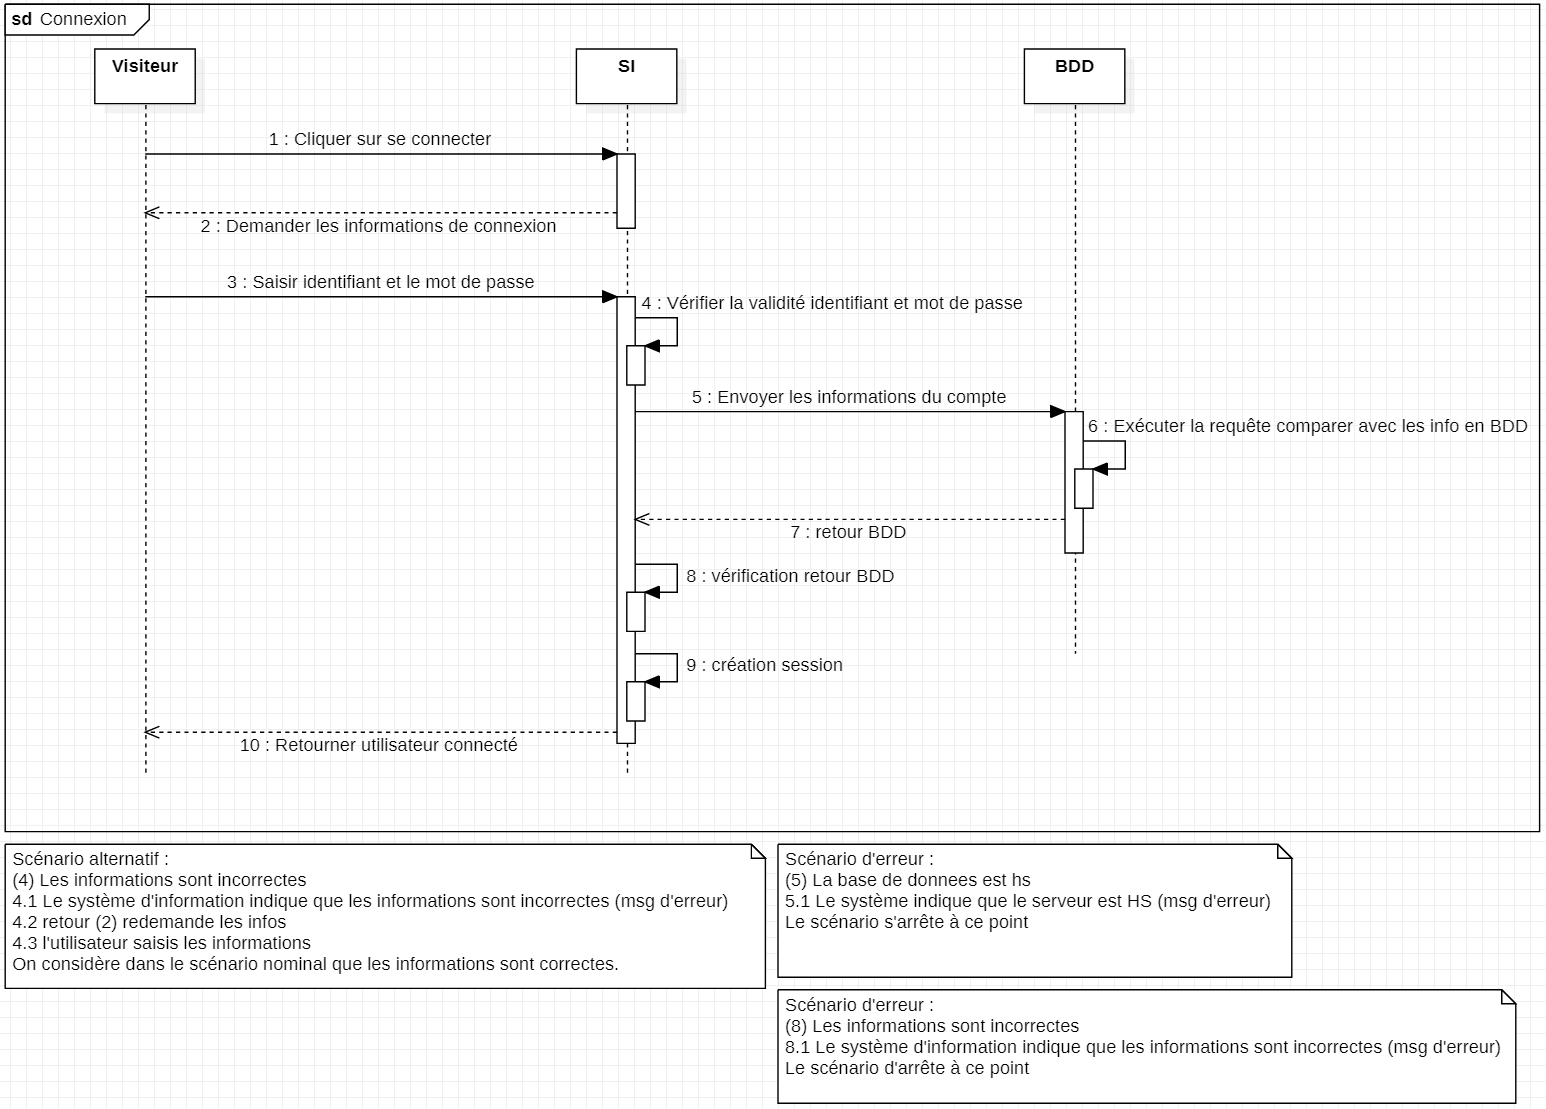 sd Connexion
Visiteur
SI
BDD
1 : Cliquer sur se connecter
2 : Demander les informations de connexion
3 : Saisir identifiant et le mot de passe
4 : Vérifier la validité identifiant et mot de passe
5 : Envoyer les informations du compte
6 : Exécuter la requête comparer avec les info en BDD
7 : retour BDD
8 : vérification retour BDD
9 : création session
10 : Retourner utilisateur connecté
Scénario alternatif :
(4) Les informations sont incorrectes
4.1 Le système d'information indique que les informations sont incorrectes (msg d'erreur)
4.2 retour (2) redemande les infos
4.3 l'utilisateur saisis les informations
On considère dans le scénario nominal que les informations sont correctes.
Scénario d'erreur :
(5) La base de donnees est hs
5.1 Le système indique que le serveur est HS (msg d'erreur)
Le scénario s'arrête à ce point
Scénario d'erreur :
(8) Les informations sont incorrectes
8.1 Le système d'information indique que les informations sont incorrectes (msg d'erreur)
Le scénario d'arrête à ce point